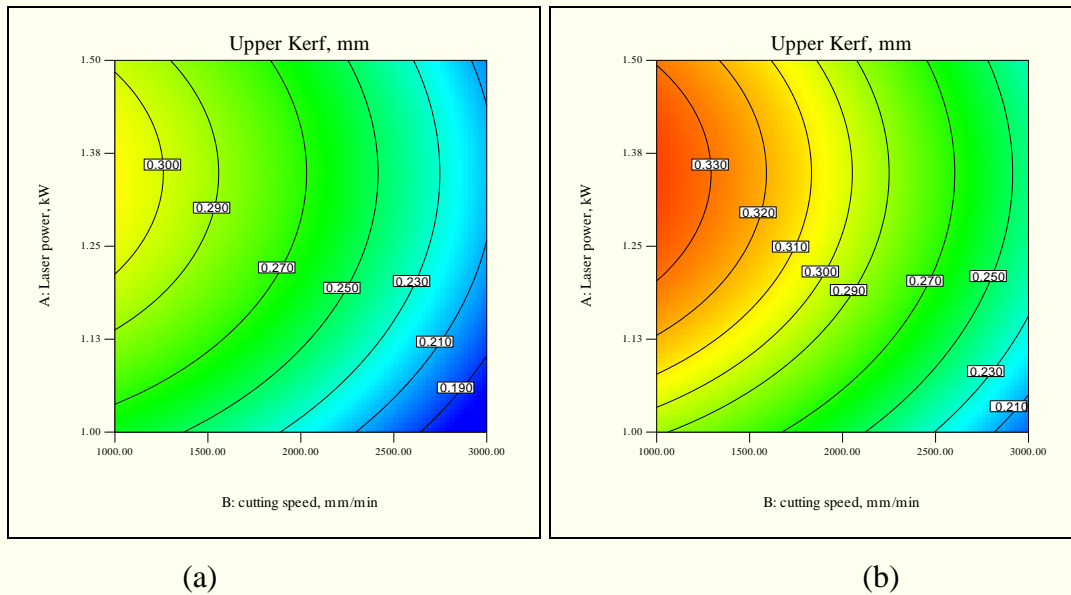 Upper Kerf, mm
1.50
1.38
1.25
1.13
1.00
A: Laser power, kW
0.300
0.290
0.270
0.250
0.230
0.210
0.190
1000.00 1500.00 2000.00 2500.00 3000.00
B: cutting speed, mm/min
(a)
Upper Kerf, mm
1.50
1.38
1.25
1.13
1.00
A: Laser power, kW
0.330
0.320
0.310
0.300
0.290
0.270
0.250
0.230
0.210
1000.00 1500.00 2000.00 2500.00 3000.00
B: cutting speed, mm/min
(b)